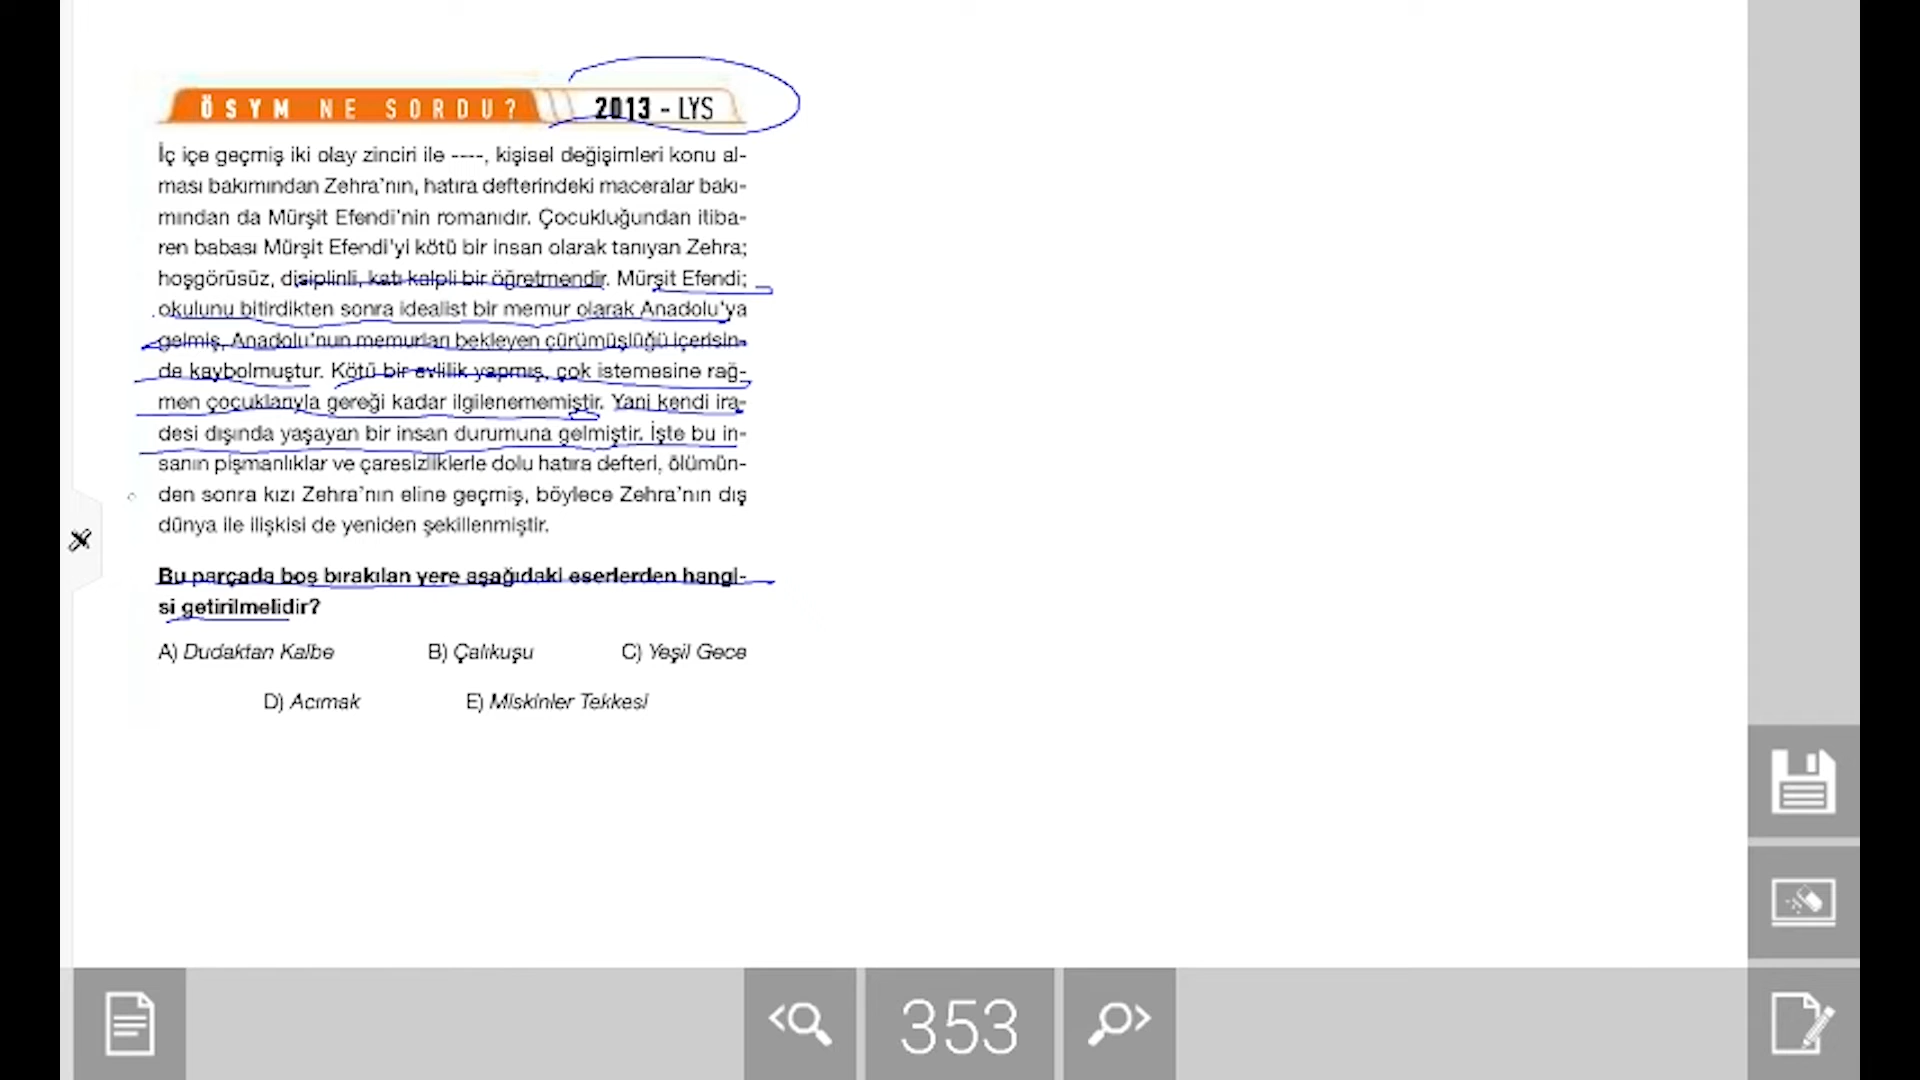 ÖSYM NE SORDU? 2013 - LYS
İç içe geçmiş iki olay zinciri ile ----, kişisel değişimleri konu al-
ması bakımından Zehra'nın, hatıra defterindeki maceralar bakı-
mından da Mürşit Efendi'nin romanıdır. Çocukluğundan itiba-
ren babası Mürşit Efendi'yi kötü bir insan olarak tanıyan Zehra;
hoşgörüsüz, disiplinli, katı kalpli bir öğretmendir. Mürşit Efendi;
okulunu bitirdikten sonra idealist bir memur olarak Anadolu'ya
gelmiş, Anadolu'nun memurları bekleyen çürümüşlüğü içerisin-
de kaybolmuştur. Kötü bir evlilik yapmış, çok istemesine rağ-
men çocuklarıyla gereği kadar ilgilenememiştir. Yani kendi ira-
desi dışında yaşayan bir insan durumuna gelmiştir. İşte bu in-
sanın pişmanlıklar ve çaresizliklerle dolu hatıra defteri, ölümün-
den sonra kızı Zehra'nın eline geçmiş, böylece Zehra'nın dış
dünya ile ilişkisi de yeniden şekillenmiştir.
Bu parçada boş bırakılan yere aşağıdaki eserlerden hangi-
si getirilmelidir?
A) Dudaktan Kalbe B) Çalıkuşu C) Yeşil Gece
D) Acımak E) Miskinler Tekkesi
353